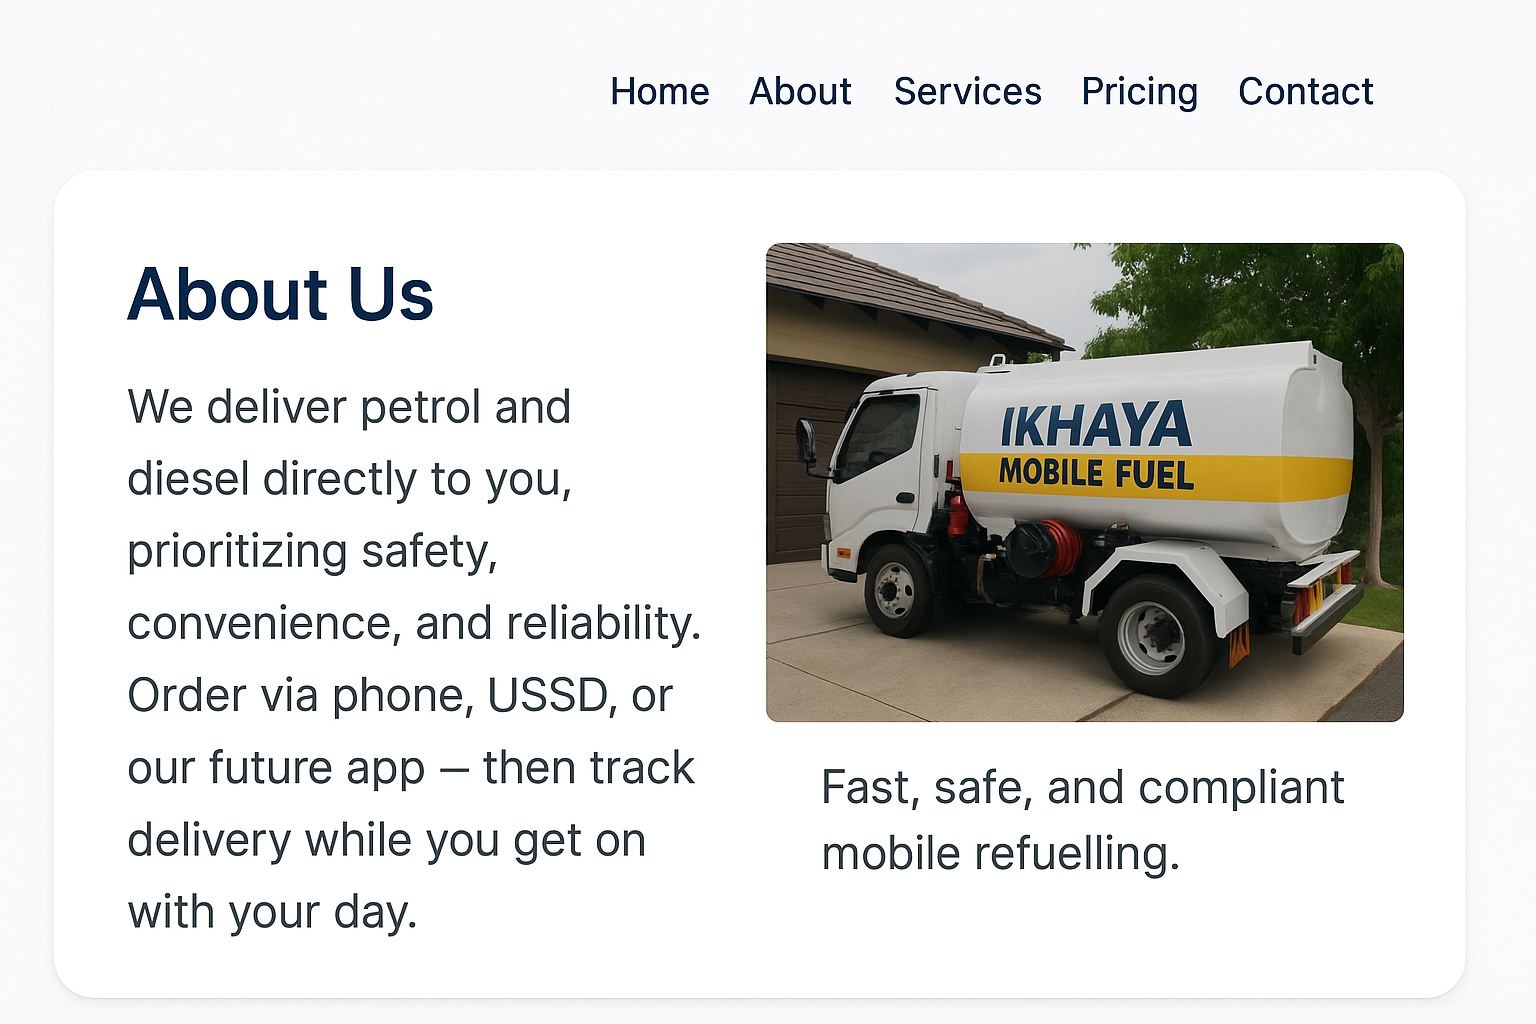 Home About Services Pricing Contact
About Us
We deliver petrol and
diesel directly to you,
prioritizing safety,
convenience, and reliability.
Order via phone, USSD, or
our future app — then track
delivery while you get on
with your day.
IKHAYA
MOBILE FUEL
Fast, safe, and compliant
mobile refuelling.